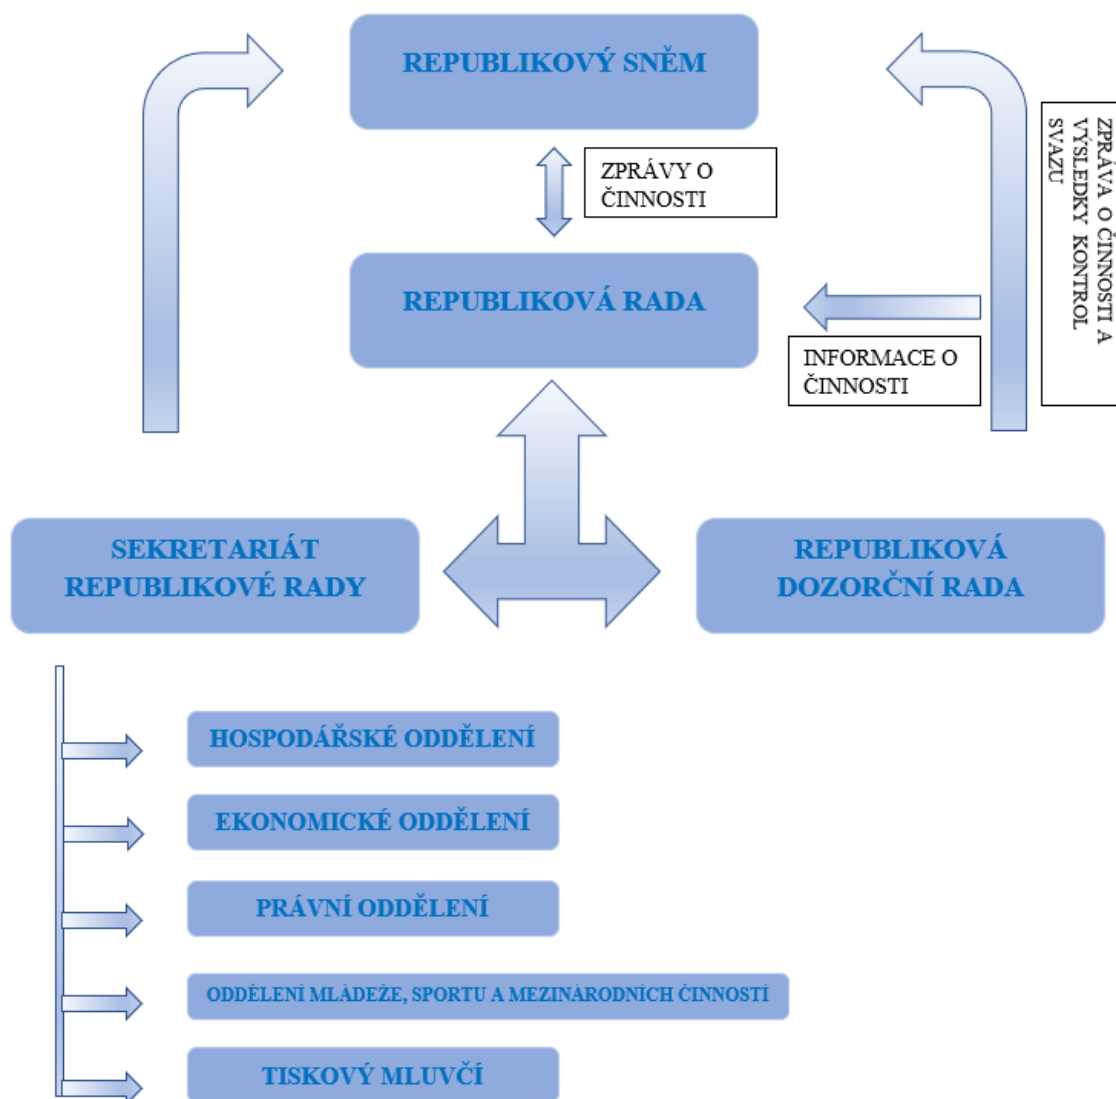 REPUBLIKOVÝ SNĚM
ZPRÁVY O
ČINNOSTI
ZPRÁVA O ČINNOSTI A
VÝSLEDKY KONTROL
SVAZU
REPUBLIKOVÁ RADA
INFORMACE O
ČINNOSTI
SEKRETARIÁT
REPUBLIKOVÉ RADY
REPUBLIKOVÁ
DOZORČNÍ RADA
HOSPODÁŘSKÉ ODDĚLENÍ
EKONOMICKÉ ODDĚLENÍ
PRÁVNÍ ODDĚLENÍ
ODDĚLENÍ MLÁDEŽE, SPORTU A MEZINÁRODNÍCH ČINNOSTÍ
TISKOVÝ MLUVČÍ